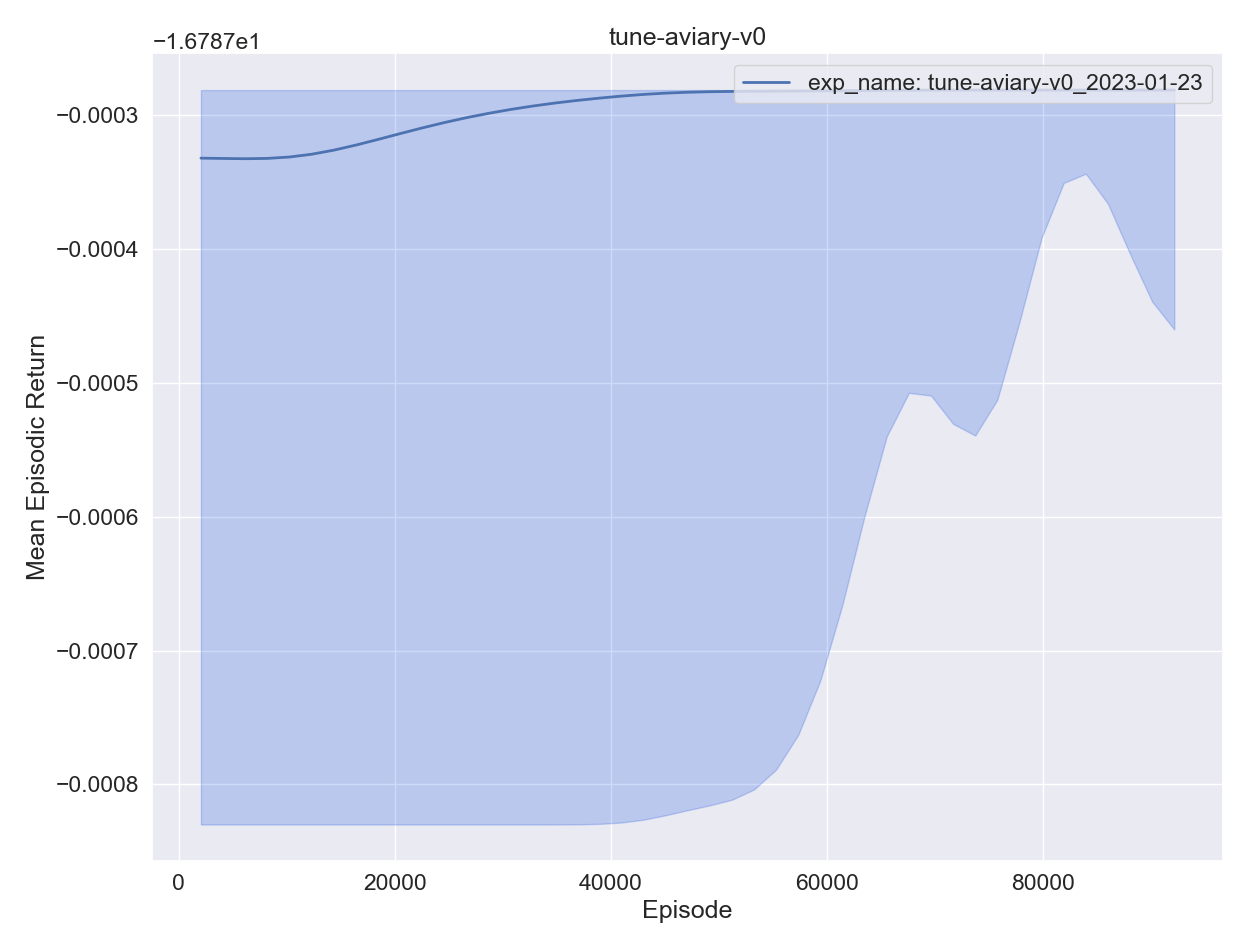 tune-aviary-v0
−1.6787e1
exp_name: tune-aviary-v0_2023-01-23
−0.0003
−0.0004
−0.0005
−0.0006
−0.0007
−0.0008
Mean Episodic Return
0 20000 40000 60000 80000
Episode